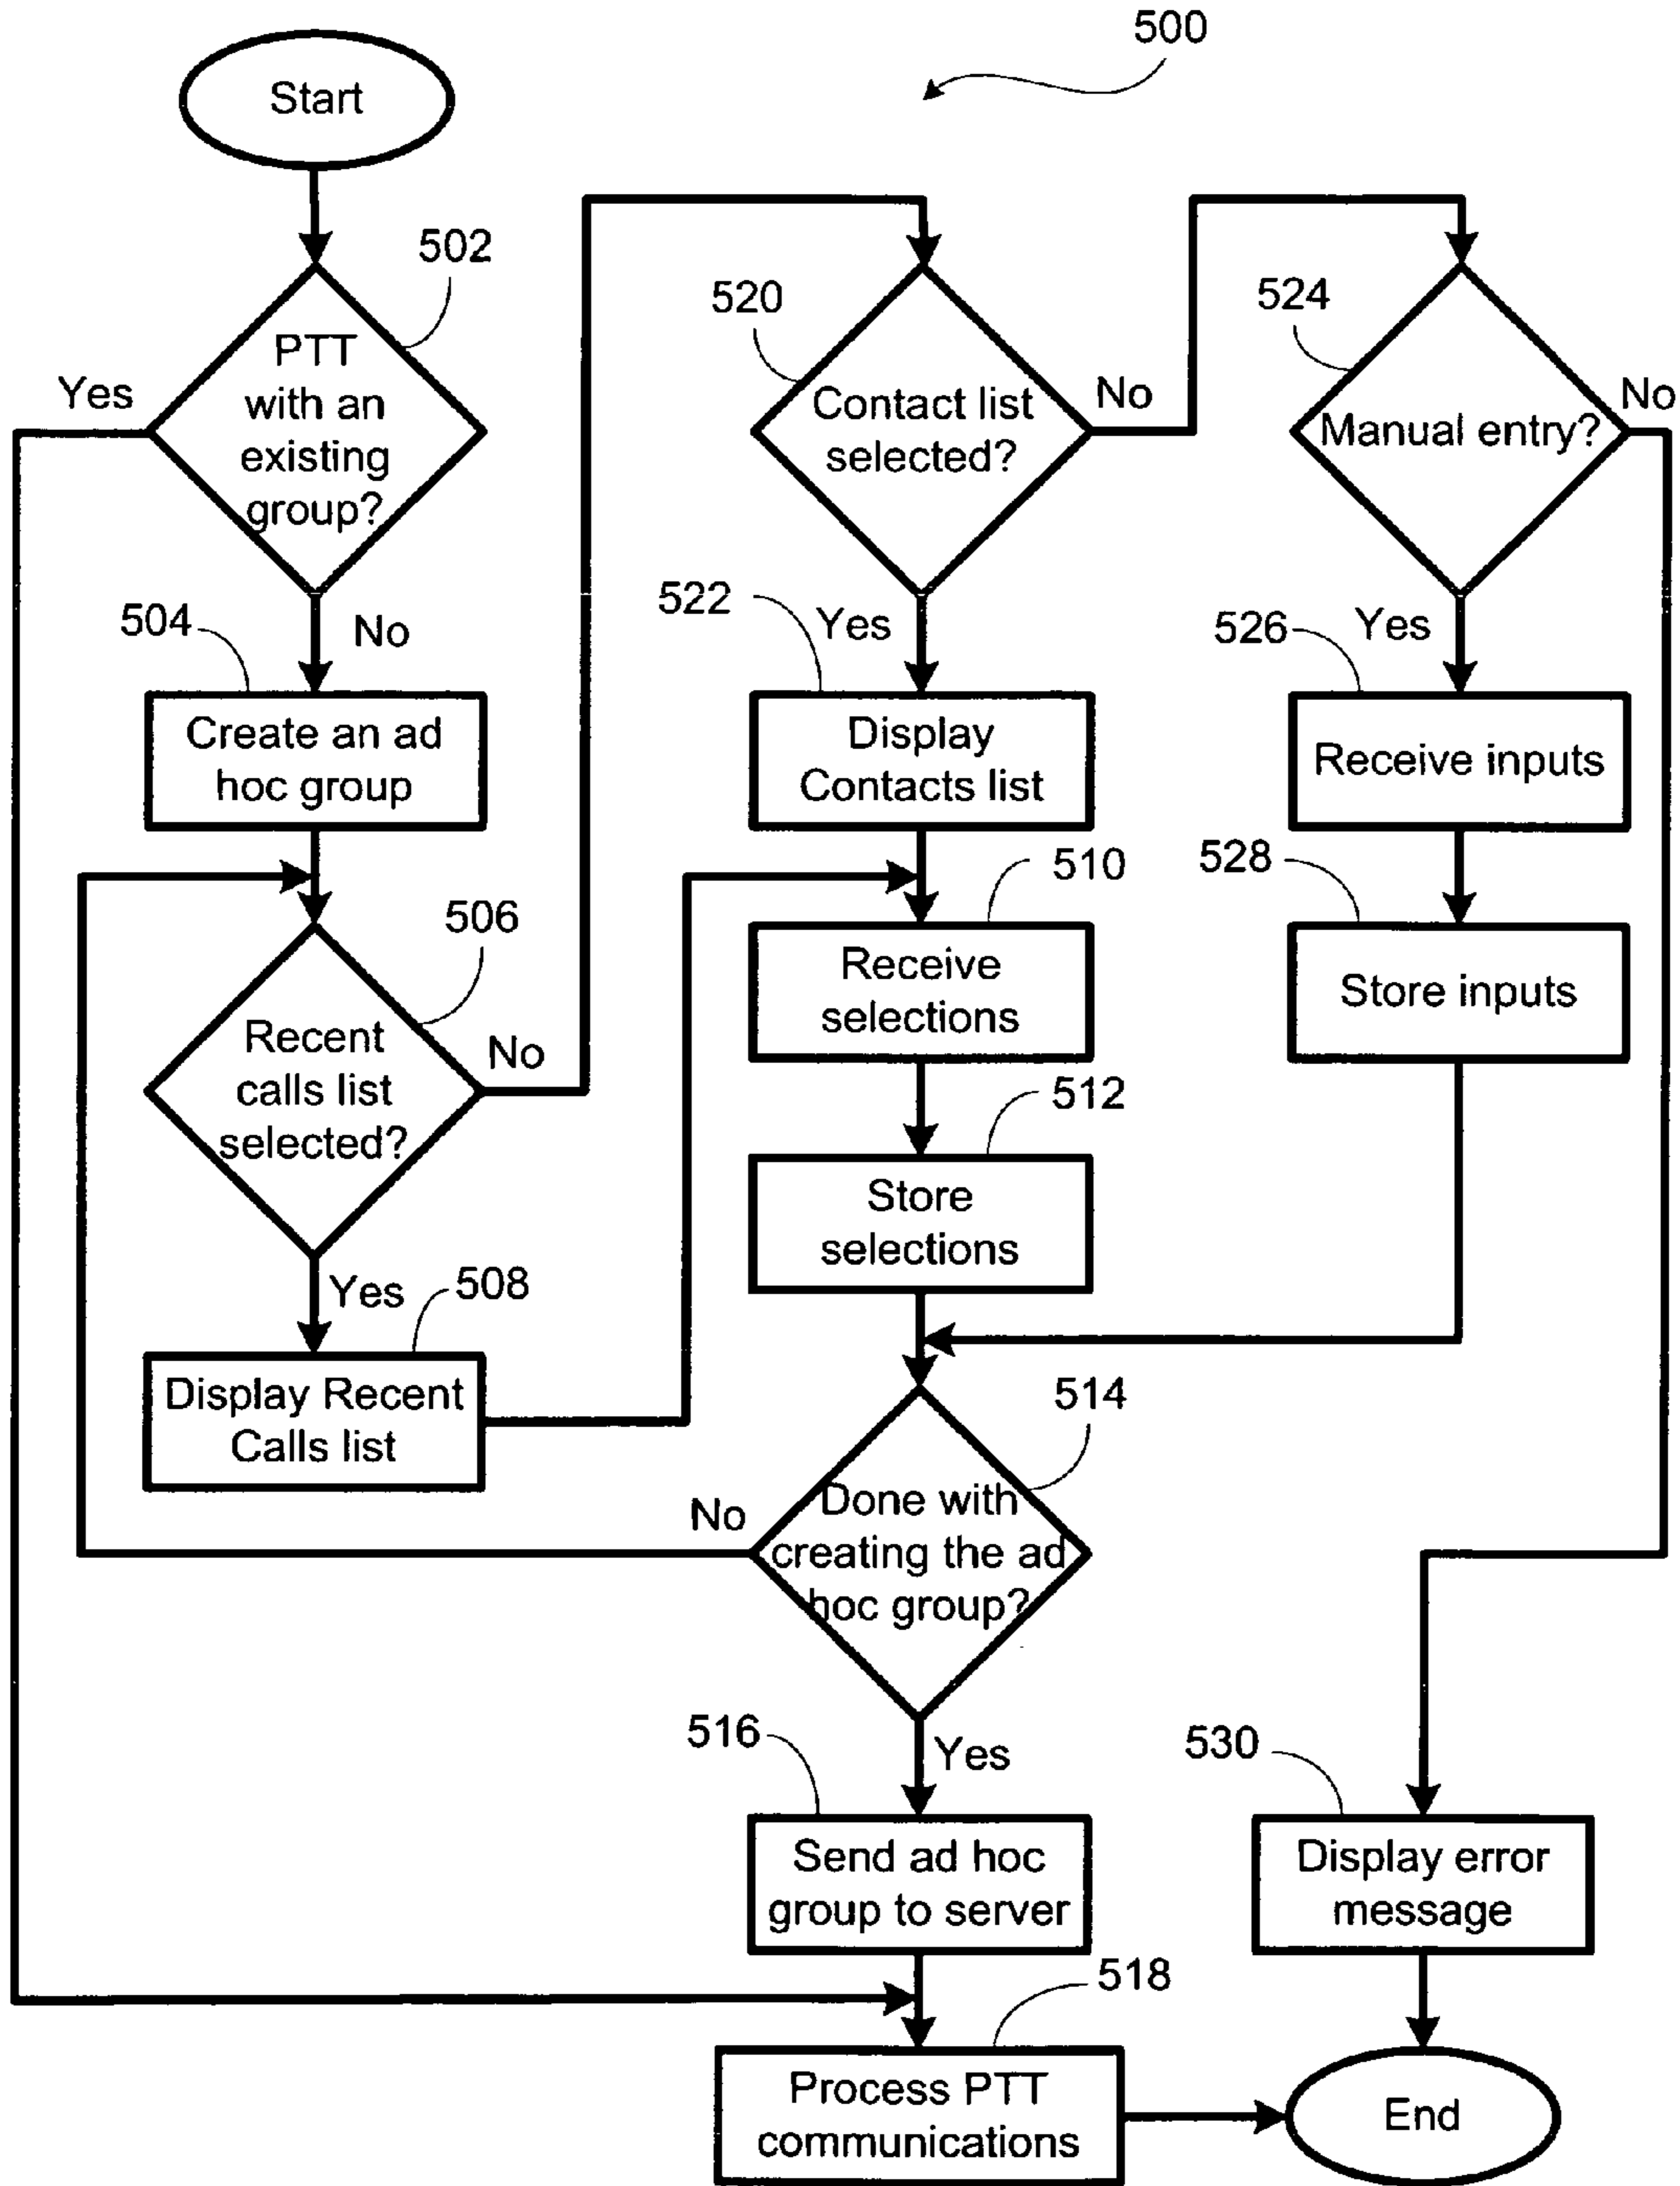 500
Start
502
PTT
with an
existing
group?
Yes
No
504
Create an ad
hoc group
506
Recent
calls list
selected?
No
Yes
508
Display Recent
Calls list
520
Contact list
selected?
No
Yes
522
Display
Contacts list
510
Receive
selections
512
Store
selections
514
Done with
creating the ad
hoc group?
No
Yes
516
Send ad hoc
group to server
518
Process PTT
communications
524
Manual entry?
No
Yes
526
Receive inputs
528
Store inputs
530
Display error
message
End